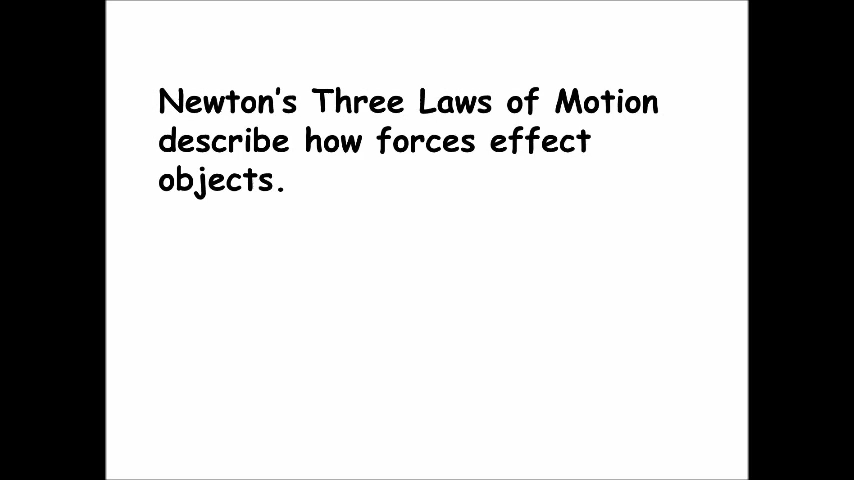 Newton's Three Laws of Motion
describe how forces effect
objects.